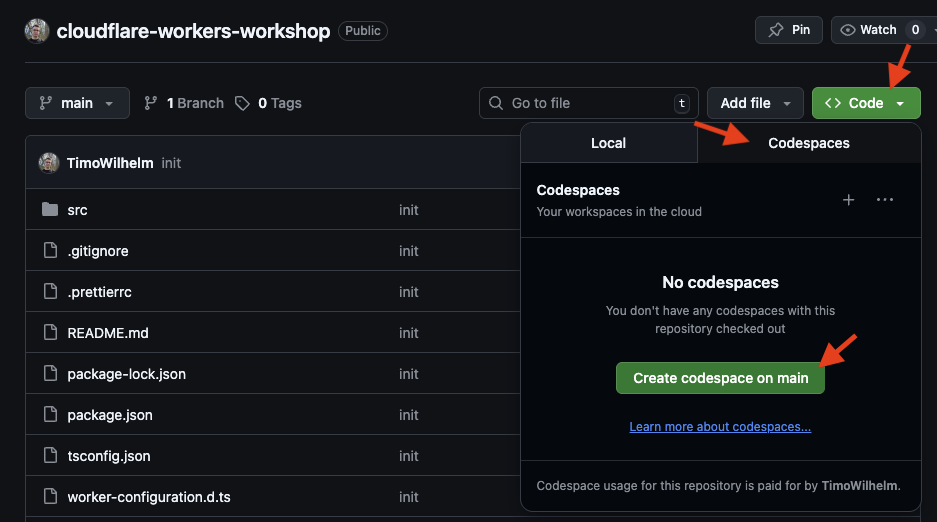 cloudflare-workers-workshop Public Pin Watch 0
main 1 Branch 0 Tags Go to file t Add file <> Code
Local Codespaces
TimoWilhelm init
Codespaces
Your workspaces in the cloud
src init
.gitignore init
.prettierrc init
README.md init
package-lock.json init
package.json init
tsconfig.json init
worker-configuration.d.ts init
No codespaces
You don't have any codespaces with this
repository checked out
Create codespace on main
Learn more about codespaces...
Codespace usage for this repository is paid for by TimoWilhelm.